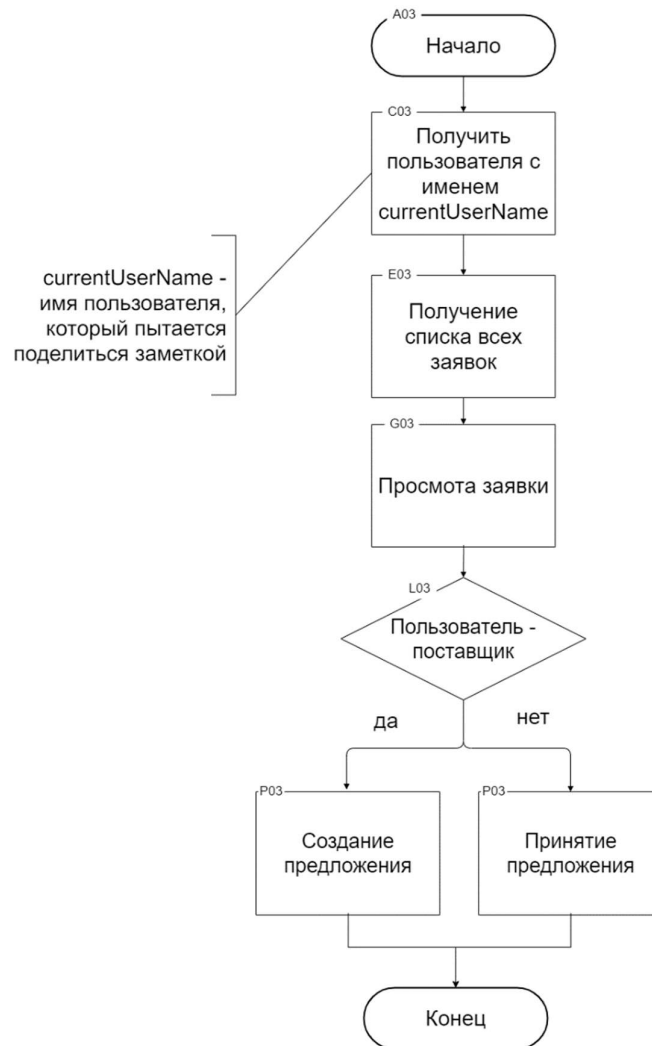 A03
Начало
C03
Получить
пользователя с
именем
currentUserName
currentUserName -
имя пользователя,
который пытается
поделиться заметкой
E03
Получение
списка всех
заявок
G03
Просмота заявки
L03
Пользователь -
поставщик
да
нет
P03
Создание
предложения
P03
Принятие
предложения
Конец